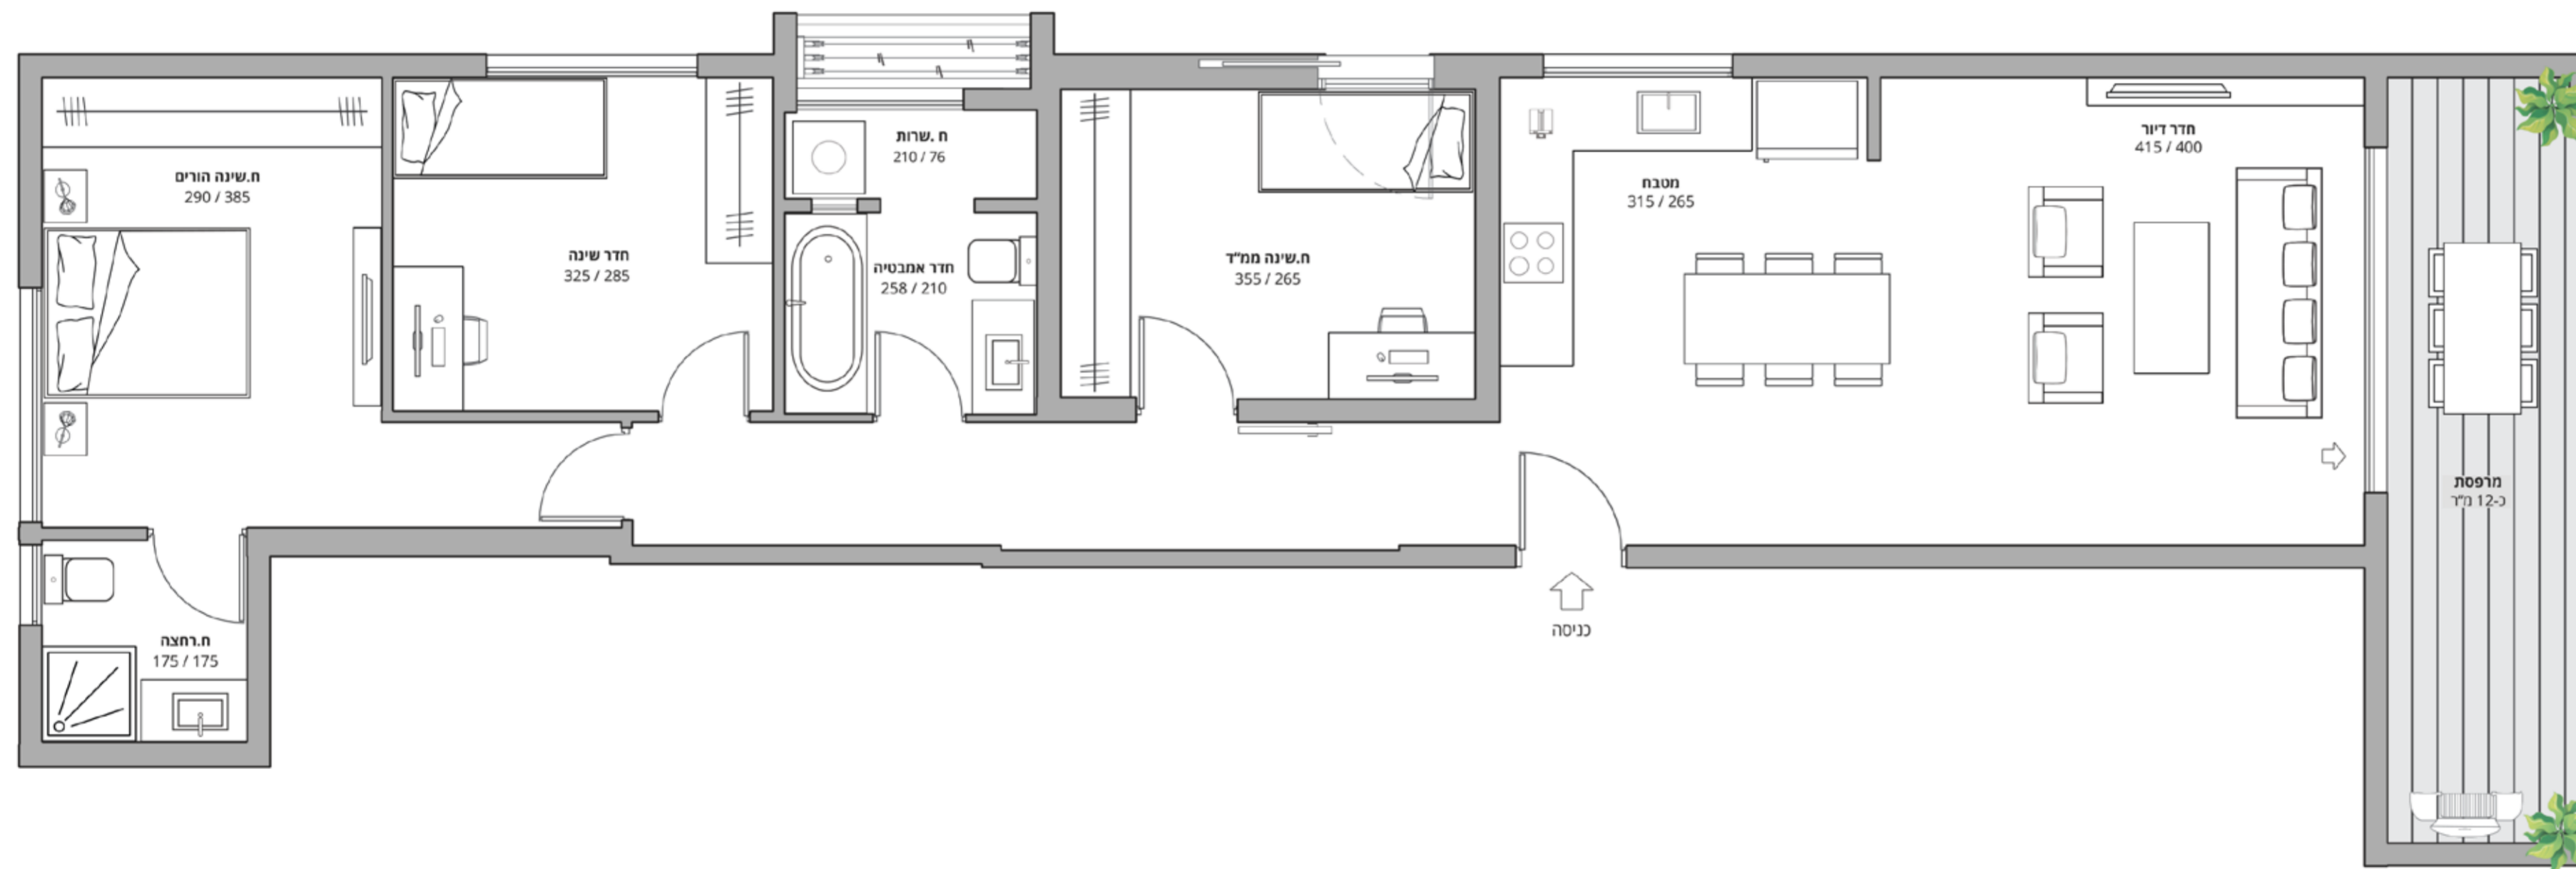 ח.שינה הורים
290 / 385
חדר שינה
325 / 285
ח .שרות
210 / 76
חדר אמבטיה
258 / 210
ח.שינה ממ״ד
355 / 265
מטבח
315 / 265
חדר דיור
415 / 400
מרפסת
כ-12 מ״ר
כניסה
ח.רחצה
175 / 175